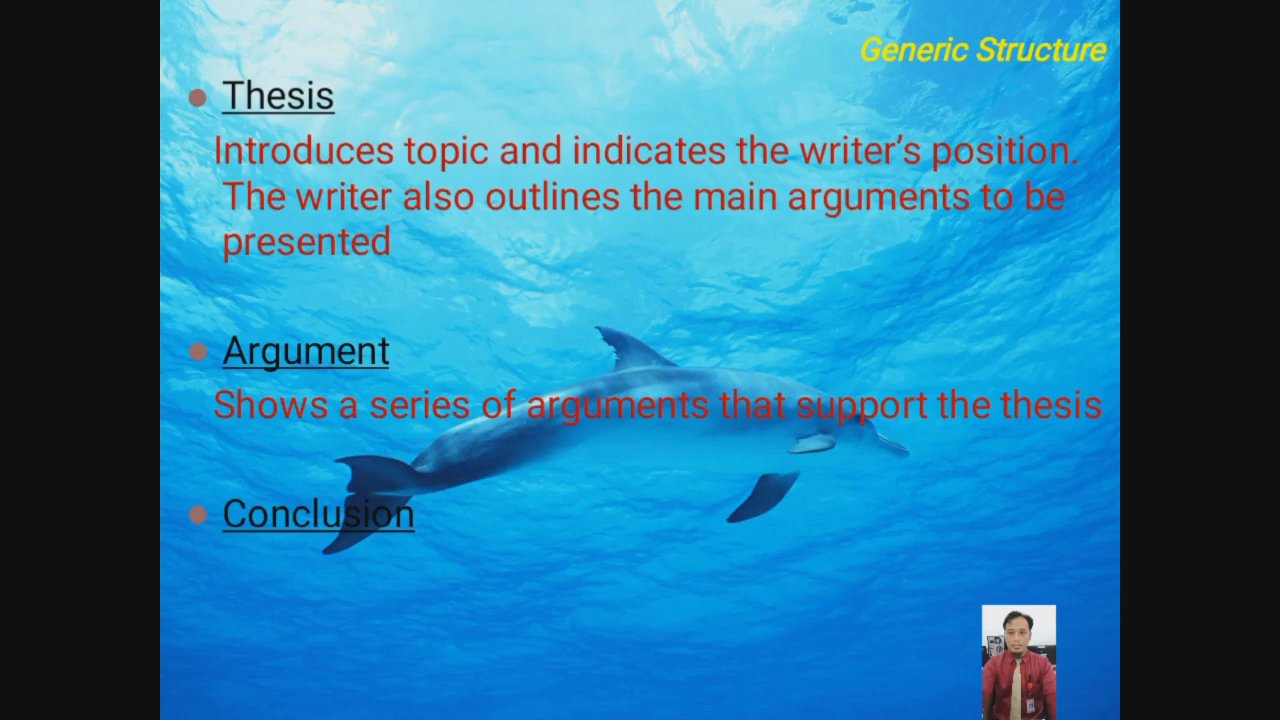 Generic Structure
Thesis
Introduces topic and indicates the writer’s position.
The writer also outlines the main arguments to be
presented
Argument
Shows a series of arguments that support the thesis
Conclusion